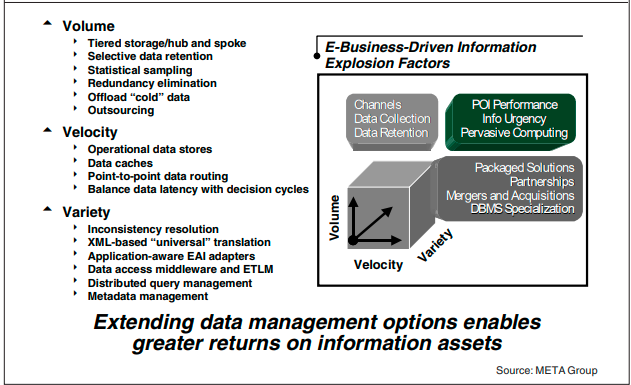 Volume
Tiered storage/hub and spoke
Selective data retention
Statistical sampling
Redundancy elimination
Offload “cold” data
Outsourcing
Velocity
Operational data stores
Data caches
Point-to-point data routing
Balance data latency with decision cycles
Variety
Inconsistency resolution
XML-based “universal” translation
Application-aware EAI adapters
Data access middleware and ETLM
Distributed query management
Metadata management
E-Business-Driven Information
Explosion Factors
Channels
Data Collection
Data Retention
POI Performance
Info Urgency
Pervasive Computing
Packaged Solutions
Partnerships
Mergers and Acquisitions
DBMS Specialization
Volume
Velocity
Variety
Extending data management options enables
greater returns on information assets
Source: META Group